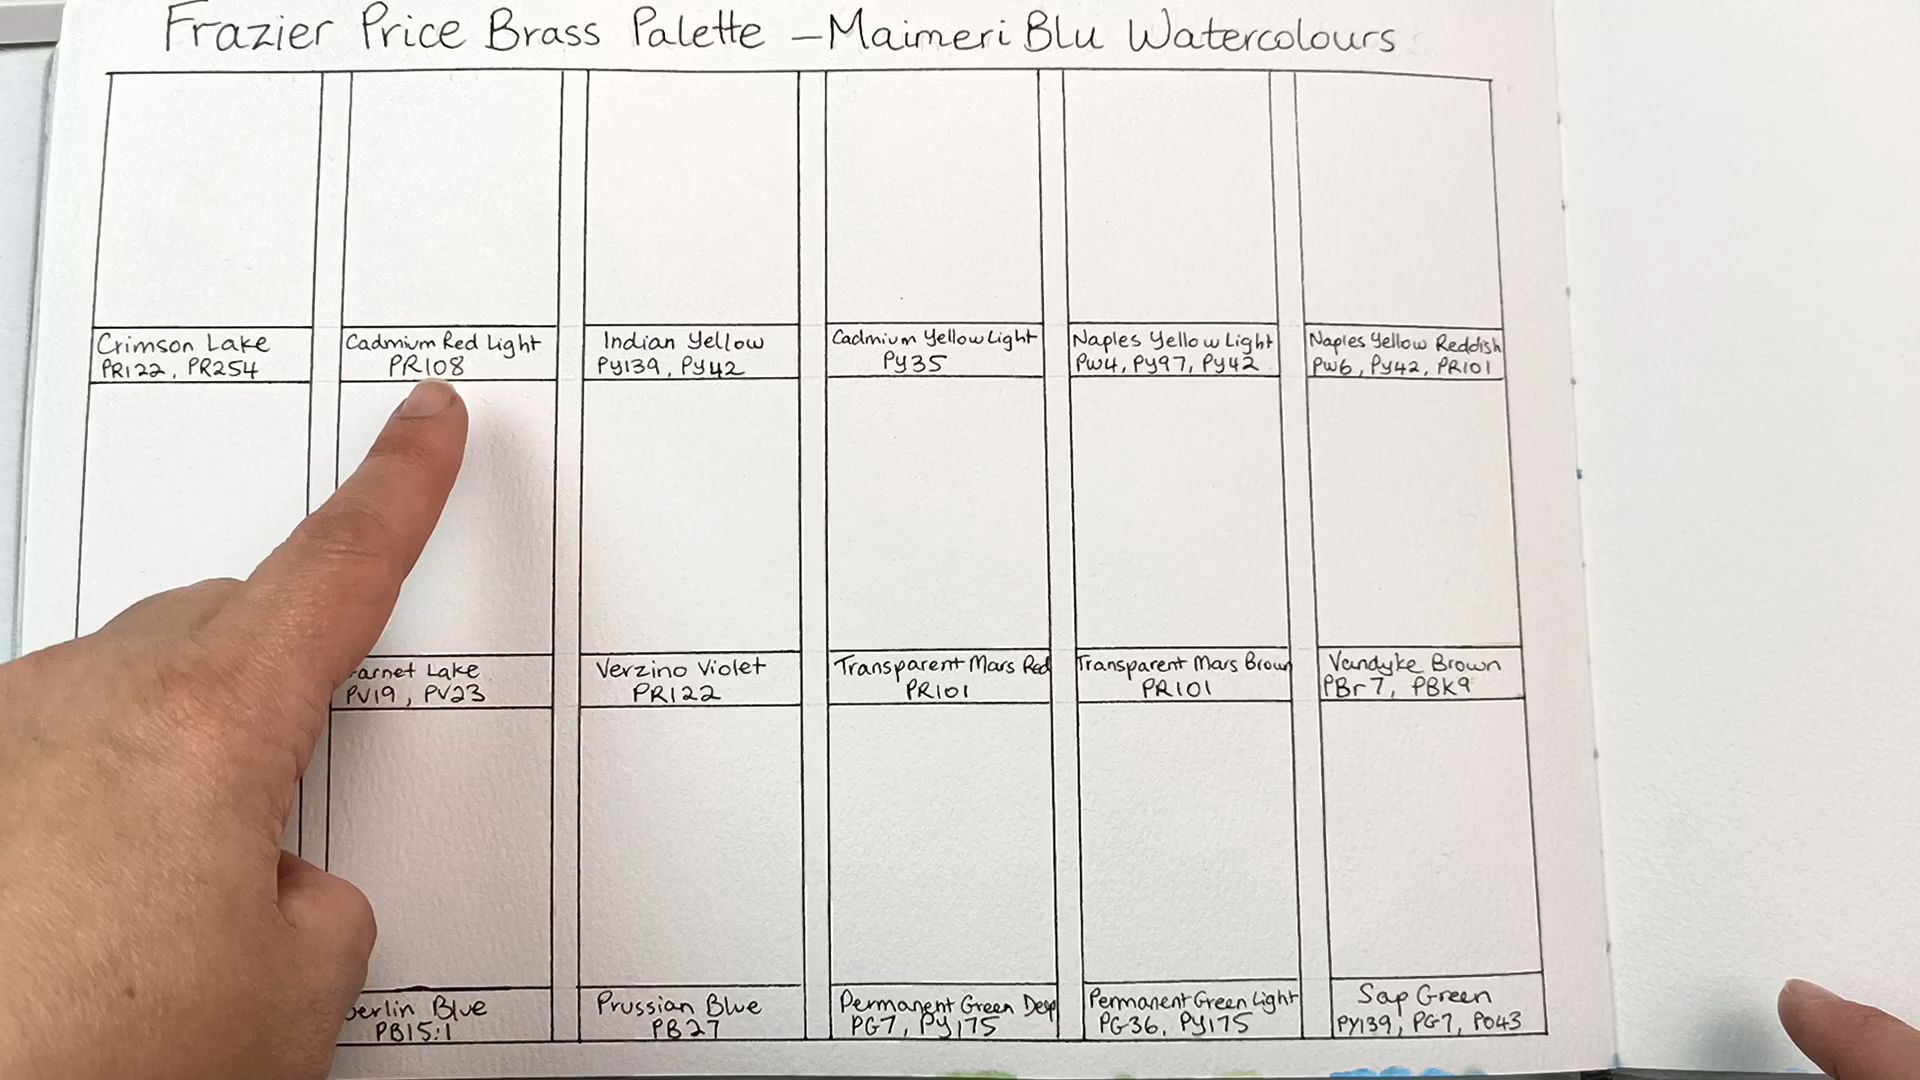 Frazier Price Brass Palette – Maimeri Blu Watercolours
Crimson Lake
PR122, PR254
Cadmium Red Light
PR108
Indian Yellow
PY139, PY42
Cadmium Yellow Light
PY35
Naples Yellow Light
PW4, PY97, PY42
Naples Yellow Reddish
PW6, PY42, PR101
arnet Lake
PV19, PV23
Verzino Violet
PR122
Transparent Mars Red
PR101
Transparent Mars Brown
PR101
Vandyke Brown
PBr7, PBK9
erlin Blue
PB15:1
Prussian Blue
PB27
Permanent Green Deep
PG7, PY175
Permanent Green Light
PG36, PY175
Sap Green
PY139, PG7, PO43